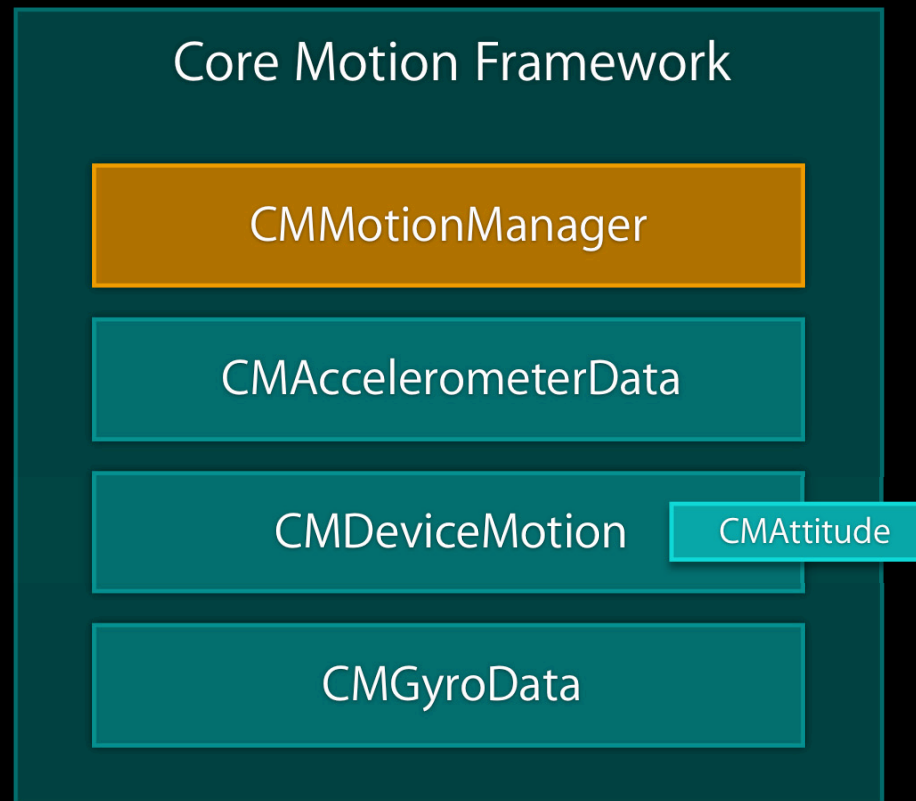 Core Motion Framework
CMMotionManager
CMAccelerometerData
CMDeviceMotion
CMAttitude
CMGyroData